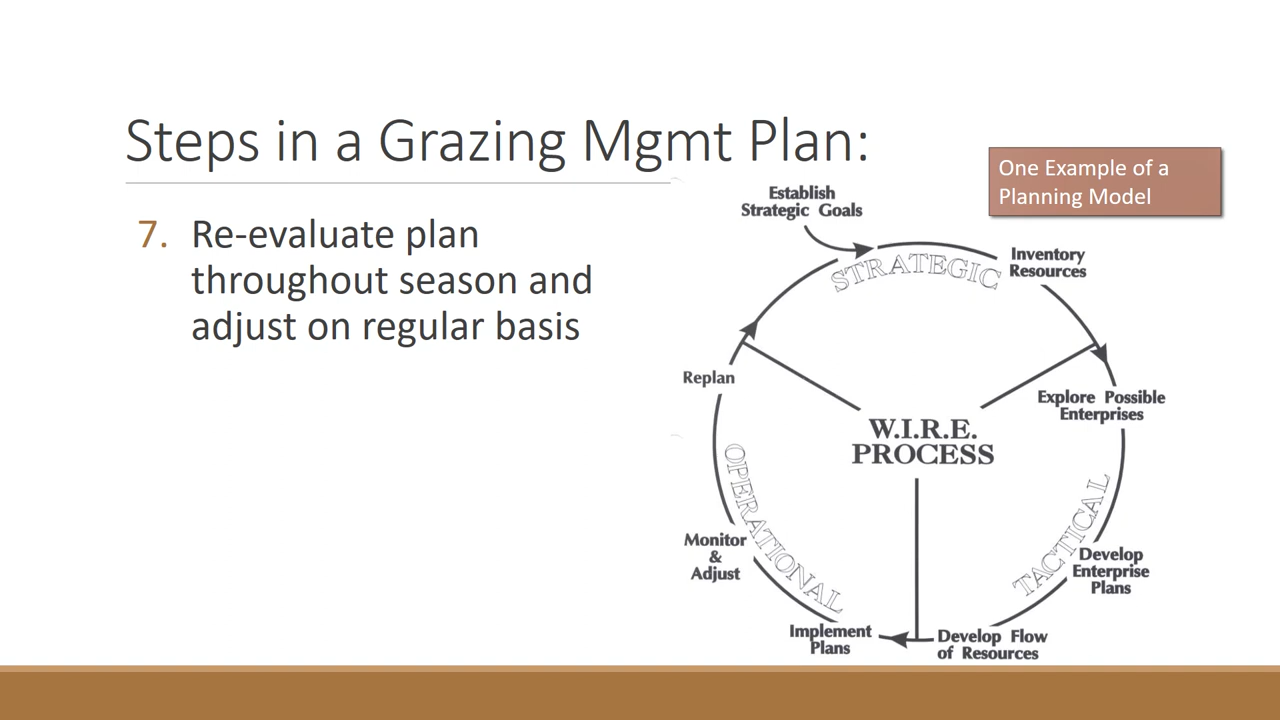 Steps in a Grazing Mgmt Plan:
One Example of a
Planning Model
7. Re-evaluate plan
throughout season and
adjust on regular basis
Establish
Strategic Goals
STRATEGIC
Inventory
Resources
Explore Possible
Enterprises
TACTICAL
Develop
Enterprise
Plans
Develop Flow
of Resources
Implement
Plans
OPERATIONAL
Monitor
&
Adjust
Replan
W.I.R.E.
PROCESS